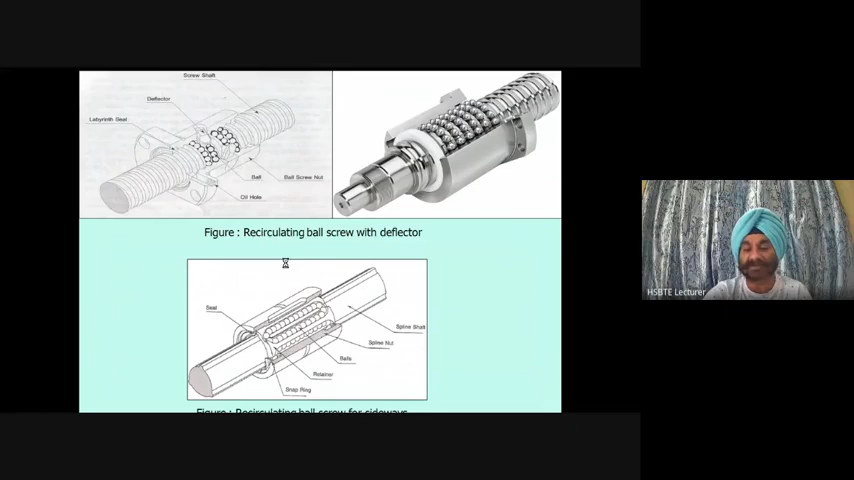 Screw Shaft
Deflector
Labyrinth Seal
Ball
Ball Screw Nut
Oil Hole
Figure : Recirculating ball screw with deflector
Seal
Spline Shaft
Spline Nut
Balls
Retainer
Snap Ring
Figure : Recirculating ball screw for sideways
HSBTE Lecturer